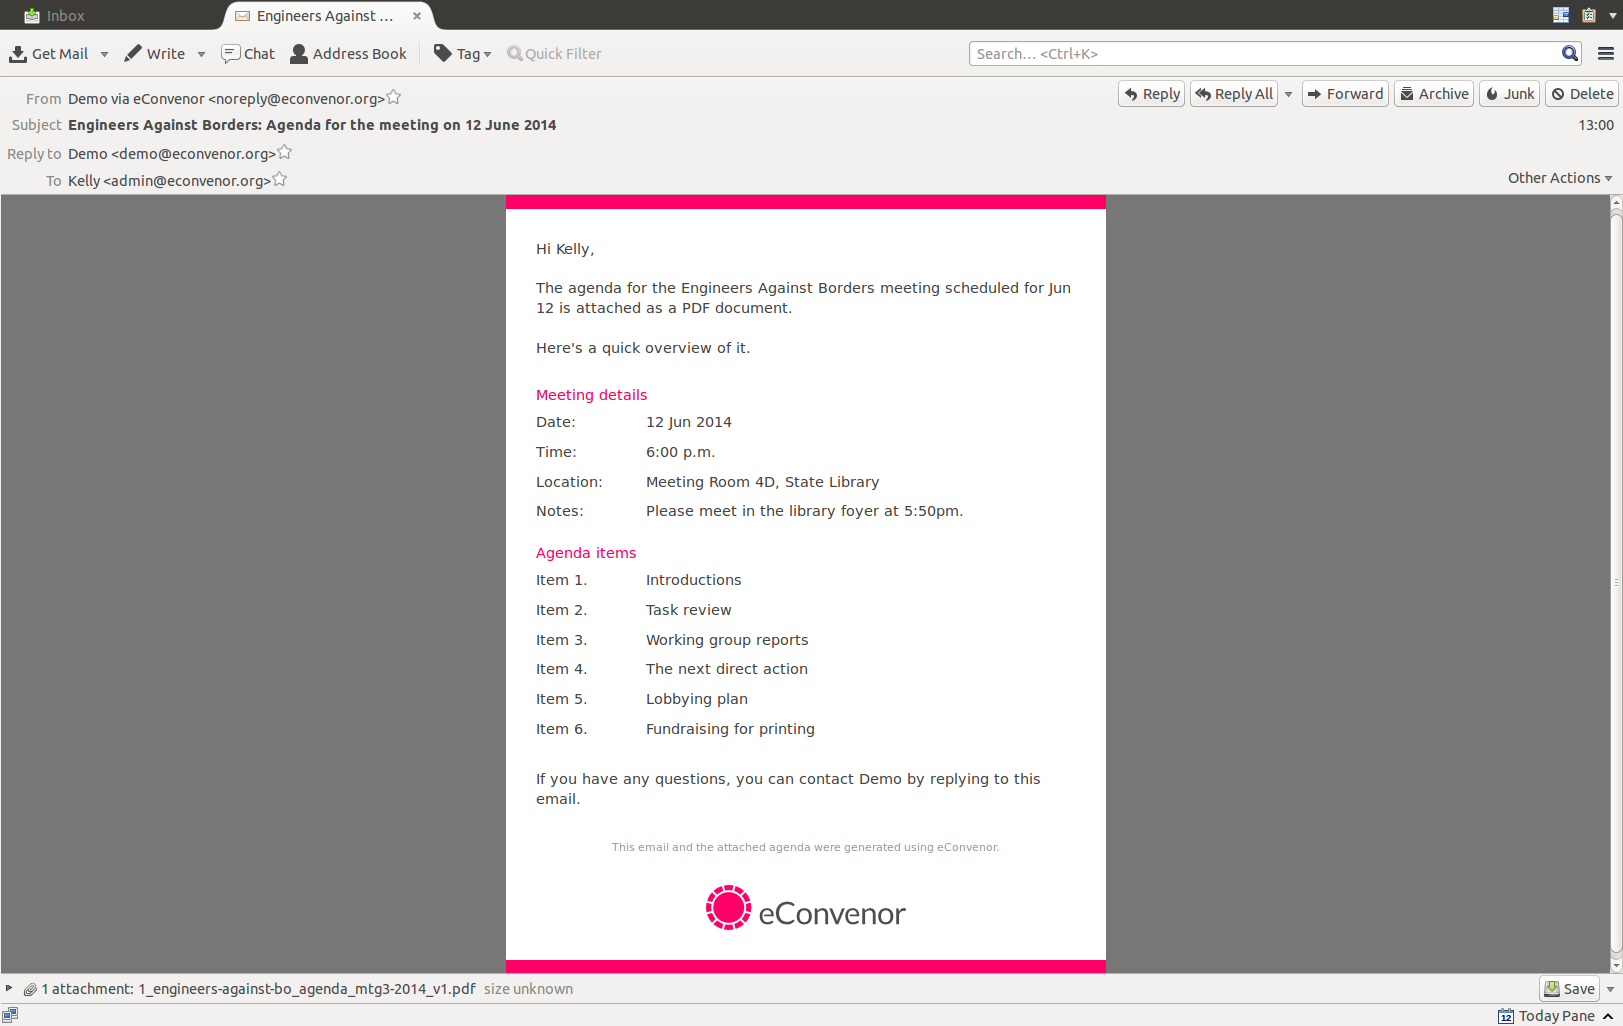 Inbox
Engineers Against ...
Get Mail Write Chat Address Book Tag Quick Filter Search... <Ctrl+K>
From Demo via eConvenor <noreply@econvenor.org> Reply Reply All Forward Archive Junk Delete
Subject Engineers Against Borders: Agenda for the meeting on 12 June 2014 13:00
Reply to Demo <demo@econvenor.org>
To Kelly <admin@econvenor.org> Other Actions
Hi Kelly,
The agenda for the Engineers Against Borders meeting scheduled for Jun
12 is attached as a PDF document.
Here's a quick overview of it.
Meeting details
Date: 12 Jun 2014
Time: 6:00 p.m.
Location: Meeting Room 4D, State Library
Notes: Please meet in the library foyer at 5:50pm.
Agenda items
Item 1. Introductions
Item 2. Task review
Item 3. Working group reports
Item 4. The next direct action
Item 5. Lobbying plan
Item 6. Fundraising for printing
If you have any questions, you can contact Demo by replying to this
email.
This email and the attached agenda were generated using eConvenor.
eConvenor
1 attachment: 1_engineers-against-bo_agenda_mtg3-2014_v1.pdf size unknown Save
12 Today Pane